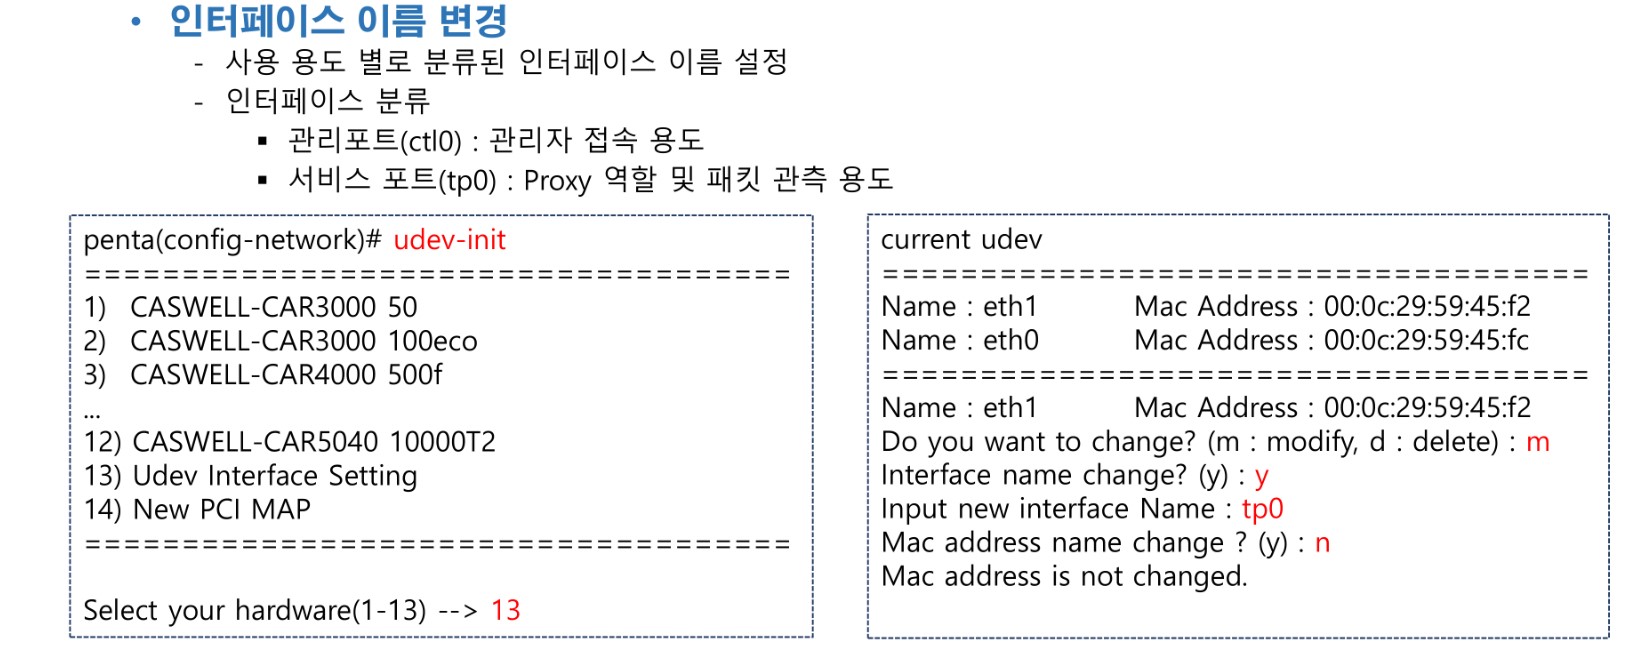 • 인터페이스 이름 변경
- 사용 용도 별로 분류된 인터페이스 이름 설정
- 인터페이스 분류
▪ 관리포트(ctl0) : 관리자 접속 용도
▪ 서비스 포트(tp0) : Proxy 역할 및 패킷 관측 용도
penta(config-network)# udev-init
====================================
1) CASWELL-CAR3000 50
2) CASWELL-CAR3000 100eco
3) CASWELL-CAR4000 500f
...
12) CASWELL-CAR5040 10000T2
13) Udev Interface Setting
14) New PCI MAP
====================================
Select your hardware(1-13) --> 13
current udev
====================================
Name : eth1 Mac Address : 00:0c:29:59:45:f2
Name : eth0 Mac Address : 00:0c:29:59:45:fc
====================================
Name : eth1 Mac Address : 00:0c:29:59:45:f2
Do you want to change? (m : modify, d : delete) : m
Interface name change? (y) : y
Input new interface Name : tp0
Mac address name change ? (y) : n
Mac address is not changed.